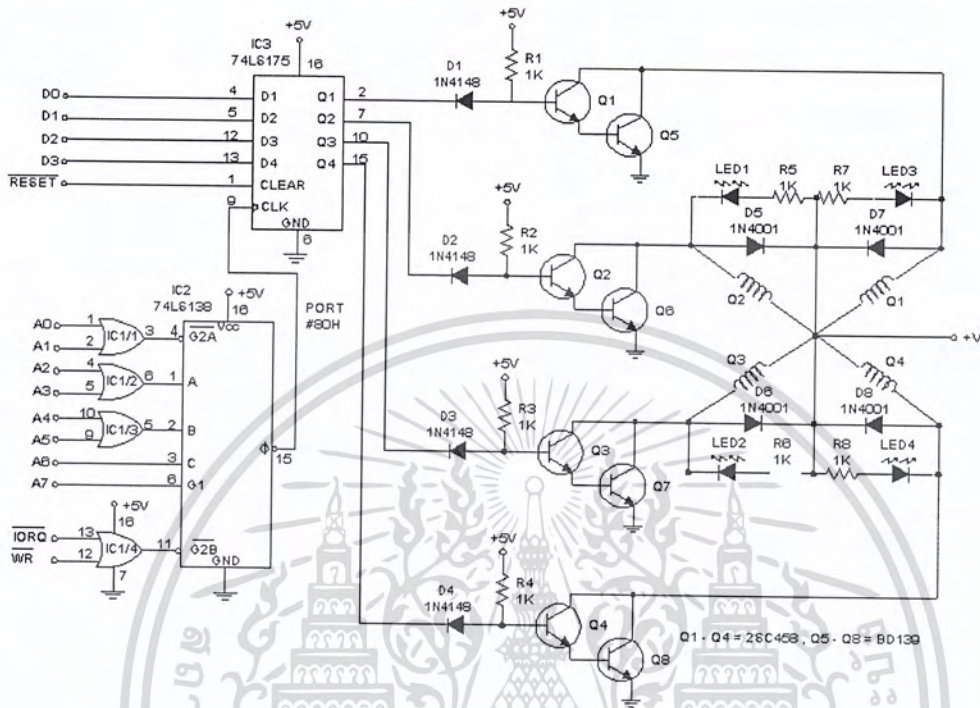 +5V
IC3
74LS175
16
D0
4
D1
Q1
2
D1
5
D2
Q2
7
D2
12
D3
Q3
10
D3
13
D4
Q4
15
RESET
1
CLEAR
9
CLK
GND
6
D1
1N4148
+5V
R1
1K
Q1
Q5
D2
1N4148
+5V
R2
1K
Q2
Q6
LED1
R5
1K
R7
1K
LED3
D5
1N4001
D7
1N4001
Q2
Q1
+V
Q3
Q4
D6
1N4001
D8
1N4001
LED2
R6
1K
R8
1K
LED4
IC2
74LS138
+5V
16
Vcc
PORT
#80H
A0
1
A1
2
IC1/1
3
4
G2A
A2
4
A3
5
IC1/2
6
1
A
A4
10
A5
9
IC1/3
5
2
B
A6
3
C
A7
6
G1
15
+5V
16
IORQ
13
WR
12
IC1/4
7
11
G2B
GND
D3
1N4148
+5V
R3
1K
Q3
Q7
D4
1N4148
+5V
R4
1K
Q4
Q8
Q1 - Q4 = 2SC458, Q5 - Q8 = BD139